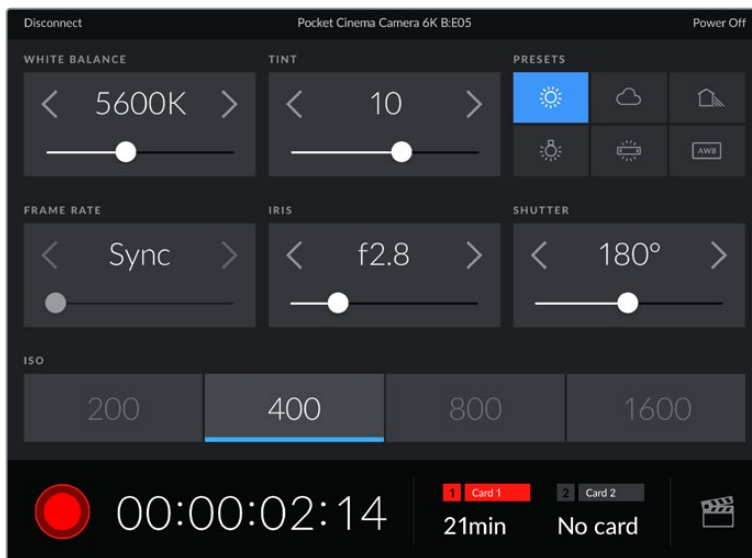 Disconnect Pocket Cinema Camera 6K B:E05 Power Off
WHITE BALANCE TINT PRESETS
5600K 10
AWB
FRAME RATE IRIS SHUTTER
Sync f2.8 180°
ISO
200 400 800 1600
00:00:02:14
1 Card 1 2 Card 2
21min No card